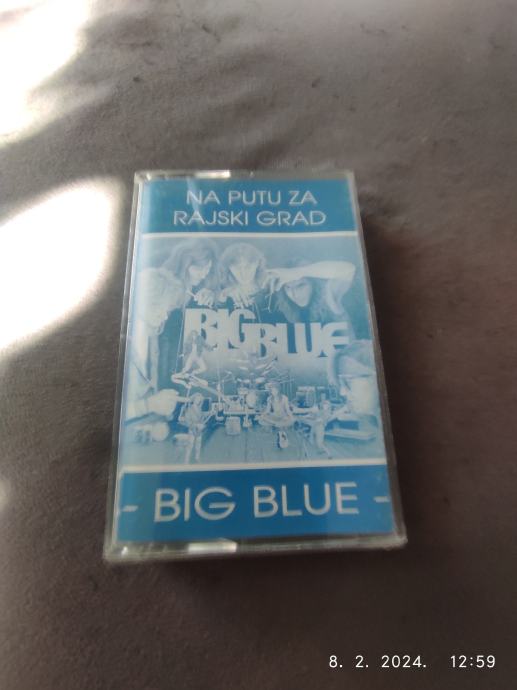 NA PUTU ZA
RAJSKI GRAD
BIG BLUE
- BIG BLUE -
8. 2. 2024. 12:59